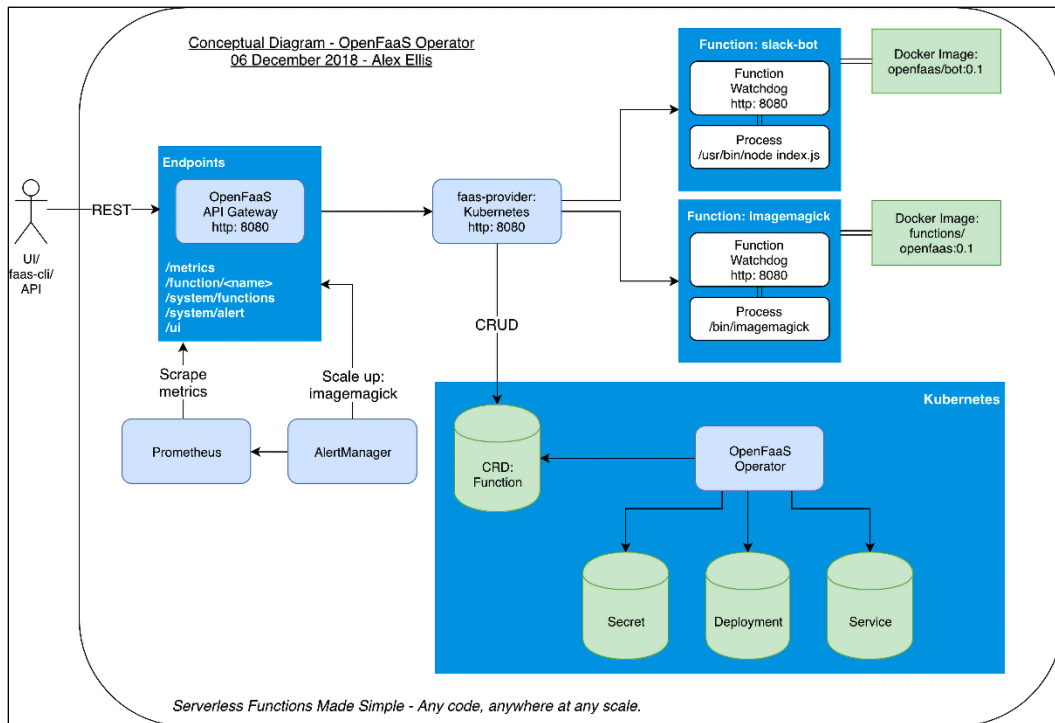 Conceptual Diagram - OpenFaaS Operator
06 December 2018 - Alex Ellis
UI/
faas-cli/
API
REST
Endpoints
OpenFaaS
API Gateway
http: 8080
/metrics
/function/<name>
/system/functions
/system/alert
/ui
faas-provider:
Kubernetes
http: 8080
Function: slack-bot
Function
Watchdog
http: 8080
Process
/usr/bin/node index.js
Docker Image:
openfaas/bot:0.1
Function: imagemagick
Function
Watchdog
http: 8080
Process
/bin/imagemagick
Docker Image:
functions/
openfaas:0.1
Scrape
metrics
Scale up:
imagemagick
Prometheus
AlertManager
CRUD
Kubernetes
CRD:
Function
OpenFaaS
Operator
Secret
Deployment
Service
Serverless Functions Made Simple - Any code, anywhere at any scale.